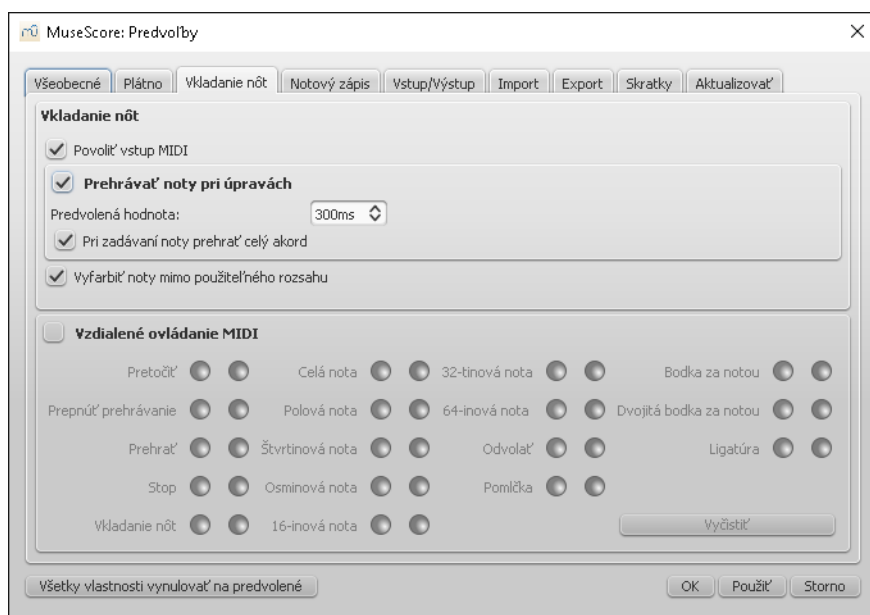 MuseScore: Predvoľby
Všeobecné Plátno Vkladanie nôt Notový zápis Vstup/Výstup Import Export Skratky Aktualizovať
Vkladanie nôt
Povoliť vstup MIDI
Prehrávať noty pri úpravách
Predvolená hodnota: 300ms
Pri zadávaní noty prehrať celý akord
Vyfarbiť noty mimo použiteľného rozsahu
Vzdialené ovládanie MIDI
Pretočiť Celá nota 32-tinová nota Bodka za notou
Prepnúť prehrávanie Polová nota 64-inová nota Dvojitá bodka za notou
Prehrať Štvrtinová nota Odvolať Ligatúra
Stop Osminová nota Pomlčka
Vkladanie nôt 16-inová nota Vyčistiť
Všetky vlastnosti vynulovať na predvolené OK Použiť Storno